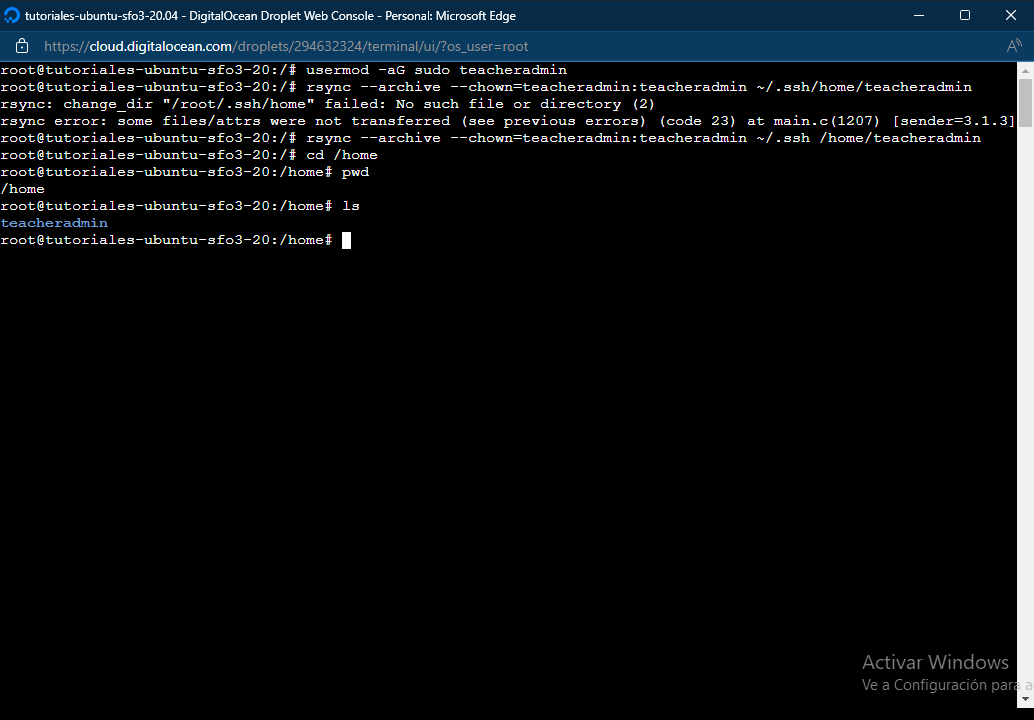 tutoriales-ubuntu-sfo3-20.04 - DigitalOcean Droplet Web Console - Personal: Microsoft Edge
https://cloud.digitalocean.com/droplets/294632324/terminal/ui/?os_user=root
root@tutoriales-ubuntu-sfo3-20:/# usermod -aG sudo teacheradmin
root@tutoriales-ubuntu-sfo3-20:/# rsync --archive --chown=teacheradmin:teacheradmin ~/.ssh/home/teacheradmin
rsync: change_dir "/root/.ssh/home" failed: No such file or directory (2)
rsync error: some files/attrs were not transferred (see previous errors) (code 23) at main.c(1207) [sender=3.1.3]
root@tutoriales-ubuntu-sfo3-20:/# rsync --archive --chown=teacheradmin:teacheradmin ~/.ssh /home/teacheradmin
root@tutoriales-ubuntu-sfo3-20:/# cd /home
root@tutoriales-ubuntu-sfo3-20:/home# pwd
/home
root@tutoriales-ubuntu-sfo3-20:/home# ls
teacheradmin
root@tutoriales-ubuntu-sfo3-20:/home#
Activar Windows
Ve a Configuración para a